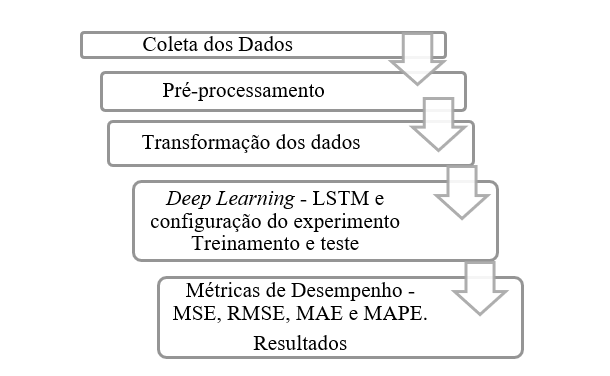 Coleta dos Dados
Pré-processamento
Transformação dos dados
Deep Learning - LSTM e
configuração do experimento
Treinamento e teste
Métricas de Desempenho -
MSE, RMSE, MAE e MAPE.
Resultados